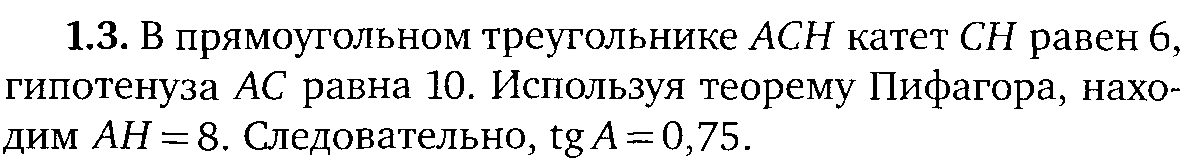 1.3. В прямоугольном треугольнике ACH катет CH равен 6,
гипотенуза AC равна 10. Используя теорему Пифагора, нахо-
дим AH = 8. Следовательно, tg A = 0,75.